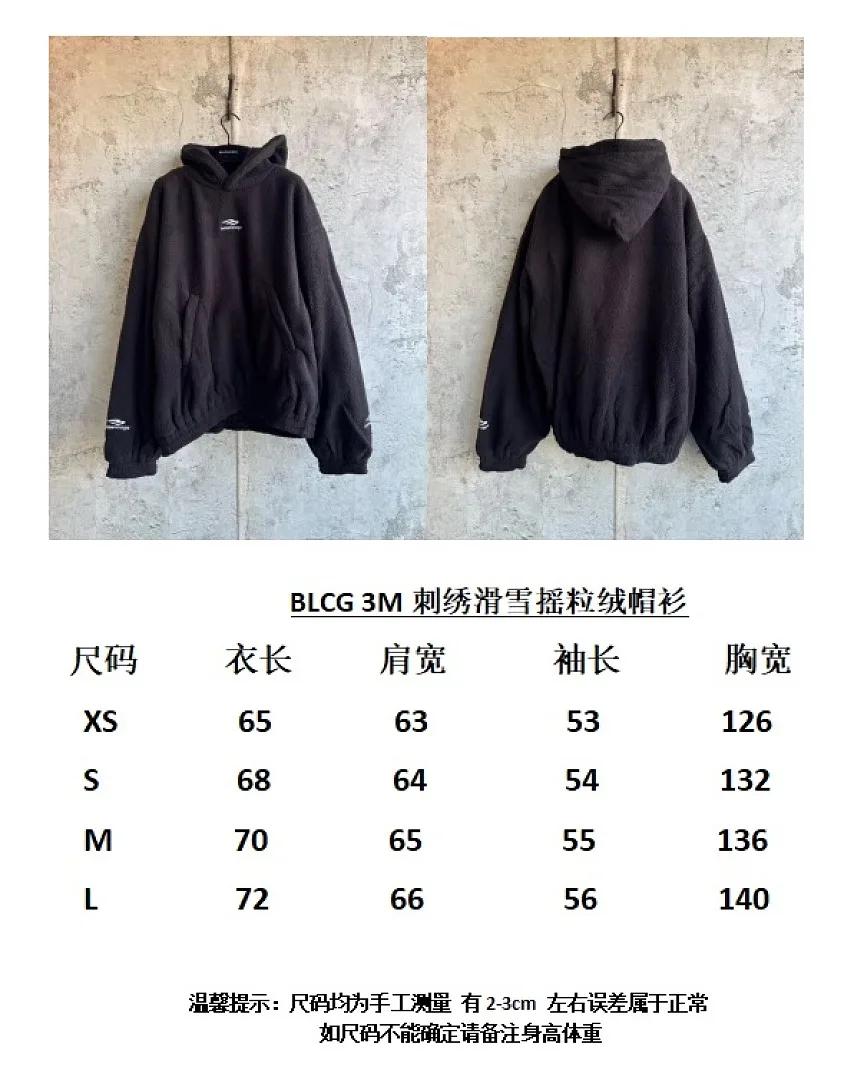 BLCG 3M 刺绣滑雪摇粒绒帽衫
尺码 衣长 肩宽 袖长 胸宽
XS 65 63 53 126
S 68 64 54 132
M 70 65 55 136
L 72 66 56 140
温馨提示：尺码均为手工测量 有 2-3cm 左右误差属于正常
如尺码不能确定请备注身高体重